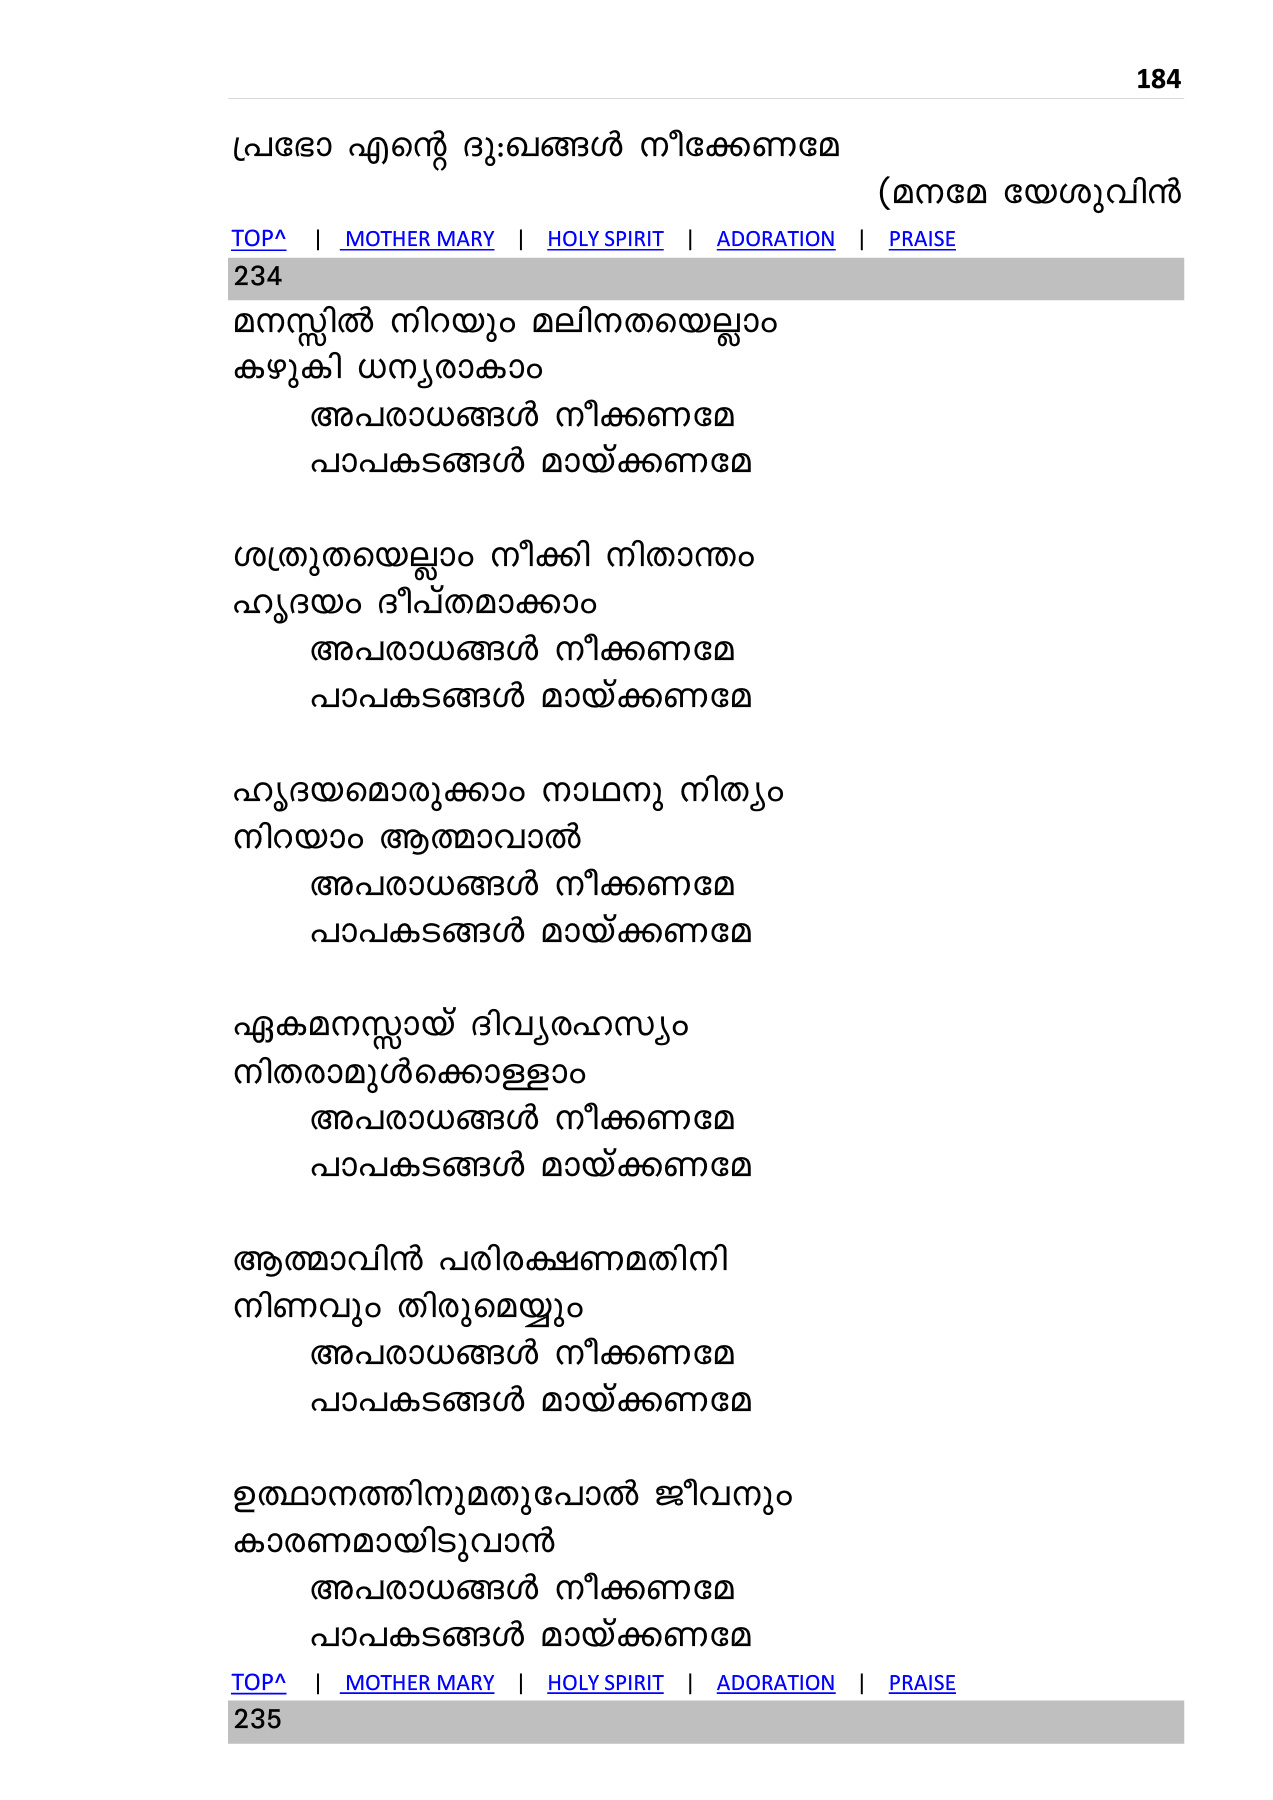 184
പ്രഭോ എന്റെ ദു:ഖങ്ങൾ നീക്കേണമേ
(മനമേ യേശുവിൻ
TOP^ | MOTHER MARY | HOLY SPIRIT | ADORATION | PRAISE
234
മനസ്സിൽ നിറയും മലിനതയെല്ലാം
കഴുകി ധന്യരാകാം
അപരാധങ്ങൾ നീക്കണമേ
പാപകടങ്ങൾ മായ്ക്കണമേ
ശത്രുതയെല്ലാം നീക്കി നിതാന്തം
ഹൃദയം ദീപ്തമാക്കാം
അപരാധങ്ങൾ നീക്കണമേ
പാപകടങ്ങൾ മായ്ക്കണമേ
ഹൃദയമൊരുക്കാം നാഥനു നിത്യം
നിറയാം ആത്മാവാൽ
അപരാധങ്ങൾ നീക്കണമേ
പാപകടങ്ങൾ മായ്ക്കണമേ
ഏകമനസ്സായ് ദിവ്യരഹസ്യം
നിതരാമുൾക്കൊള്ളാം
അപരാധങ്ങൾ നീക്കണമേ
പാപകടങ്ങൾ മായ്ക്കണമേ
ആത്മാവിൻ പരിരക്ഷണമതിനി
നിണവും തിരുമെയ്യും
അപരാധങ്ങൾ നീക്കണമേ
പാപകടങ്ങൾ മായ്ക്കണമേ
ഉത്ഥാനത്തിനുമതുപോൽ ജീവനും
കാരണമായിടുവാൻ
അപരാധങ്ങൾ നീക്കണമേ
പാപകടങ്ങൾ മായ്ക്കണമേ
TOP^ | MOTHER MARY | HOLY SPIRIT | ADORATION | PRAISE
235